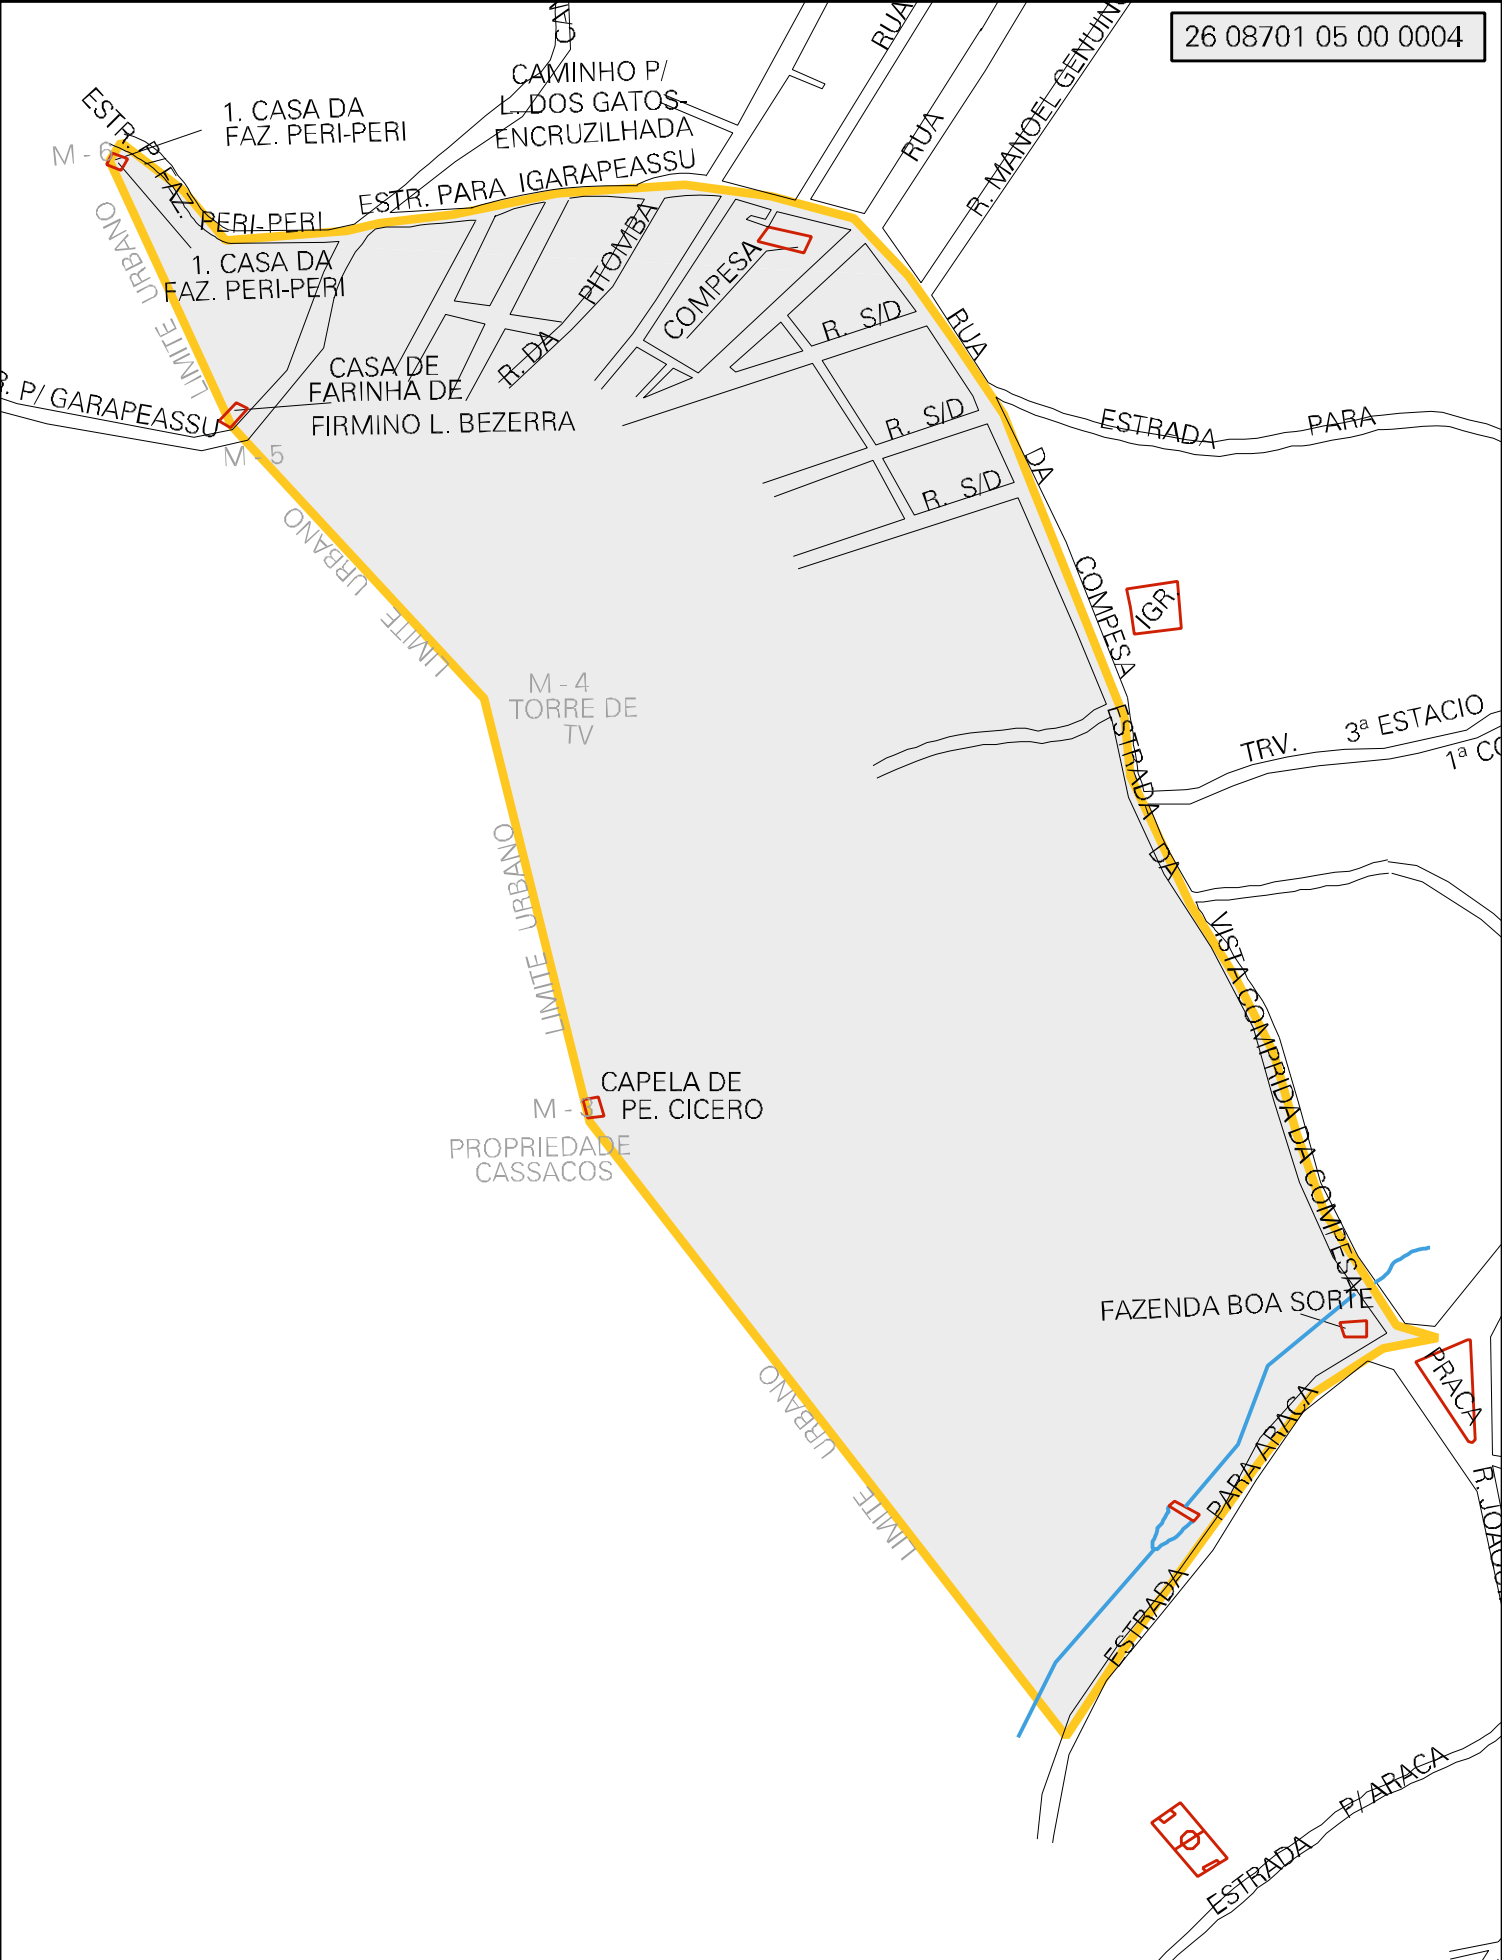 26 08701 05 00 0004
RUA
R. MANOEL GENUIN
CAMINHO P/
L. DOS GATOS-
ENCRUZILHADA
1. CASA DA
FAZ. PERI-PERI
ESTR. P/ FAZ. PERI-PERI
M - 6
RUA
ESTR. PARA IGARAPEASSU
1. CASA DA
FAZ. PERI-PERI
LIMITE URBANO
R. DA PITOMBA
COMPESA
R. S/D
R. S/D
R. S/D
CASA DE
FARINHA DE
FIRMINO L. BEZERRA
P/ GARAPEASSU
M - 5
RUA DA COMPESA
ESTRADA PARA
LIMITE URBANO
IGR.
M - 4
TORRE DE
TV
TRV. 3ª ESTACIO
1ª
ESTRADA DA VISTA COMPRIDA DA COMPESA
LIMITE URBANO
CAPELA DE
PE. CICERO
M - 3
PROPRIEDADE
CASSACOS
FAZENDA BOA SORTE
PRACA
LIMITE URBANO
ESTRADA PARA ARACA
ESTRADA P/ ARACA